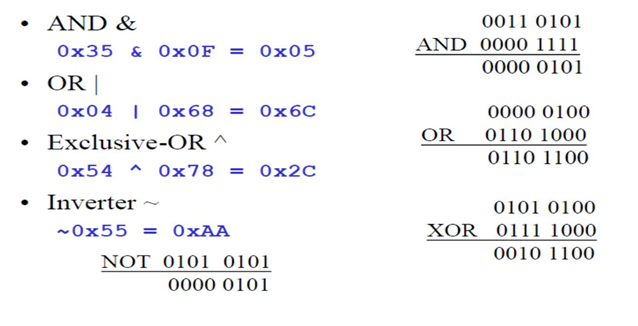 • AND &
0x35 & 0x0F = 0x05
• OR |
0x04 | 0x68 = 0x6C
• Exclusive-OR ^
0x54 ^ 0x78 = 0x2C
• Inverter ~
~0x55 = 0xAA
NOT 0101 0101
0000 0101
0011 0101
AND 0000 1111
0000 0101
0000 0100
OR 0110 1000
0110 1100
0101 0100
XOR 0111 1000
0010 1100